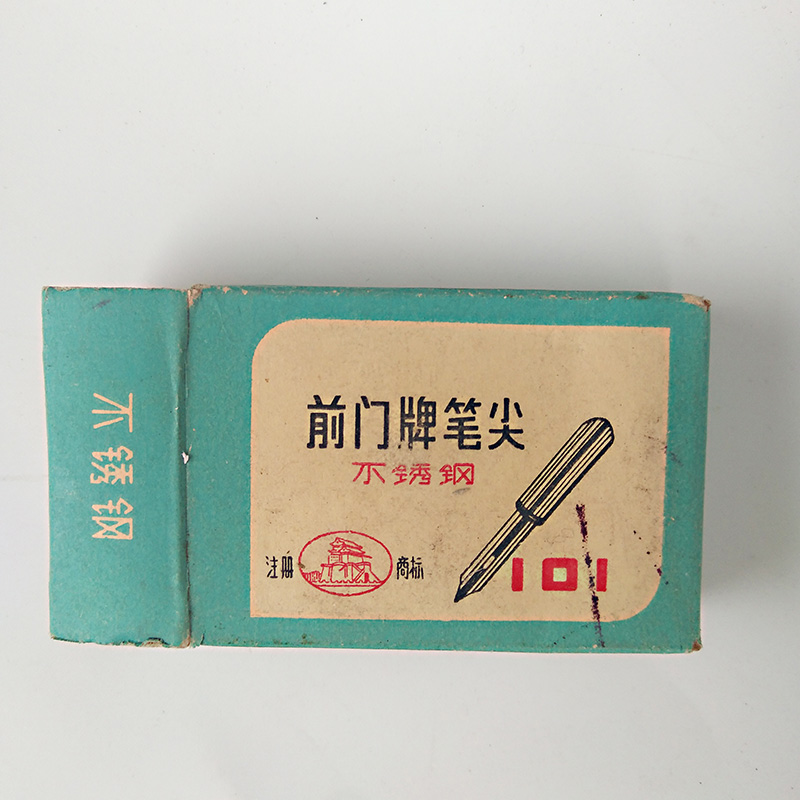 不锈钢
前门牌笔尖
不锈钢
注册 商标
101